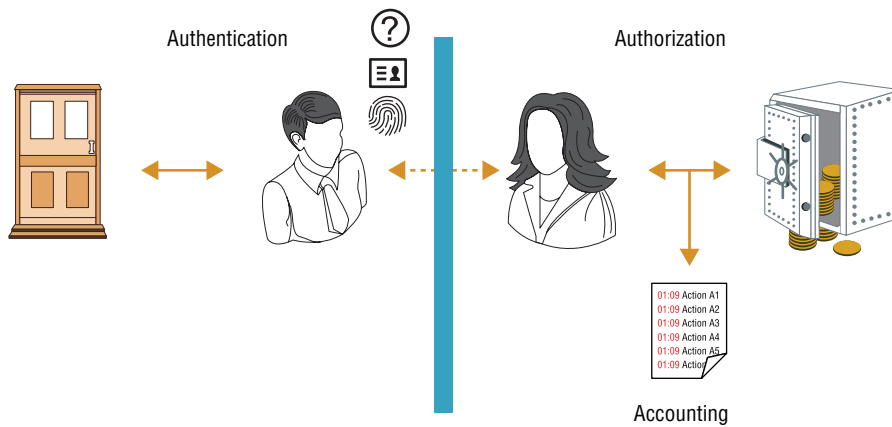 Authentication
?
Authorization
01:09 Action A1
01:09 Action A2
01:09 Action A3
01:09 Action A4
01:09 Action A5
01:09 Action
Accounting